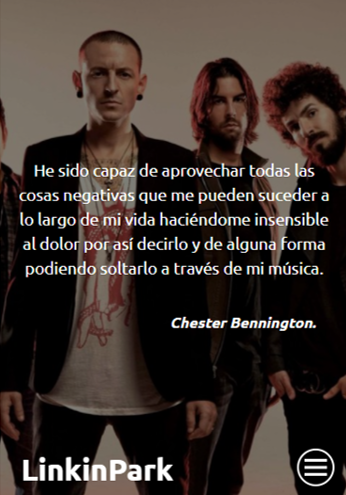 He sido capaz de aprovechar todas las
cosas negativas que me pueden suceder a
lo largo de mi vida haciéndome insensible
al dolor por así decirlo y de alguna forma
podiendo soltarlo a través de mi música.
Chester Bennington.
LinkinPark